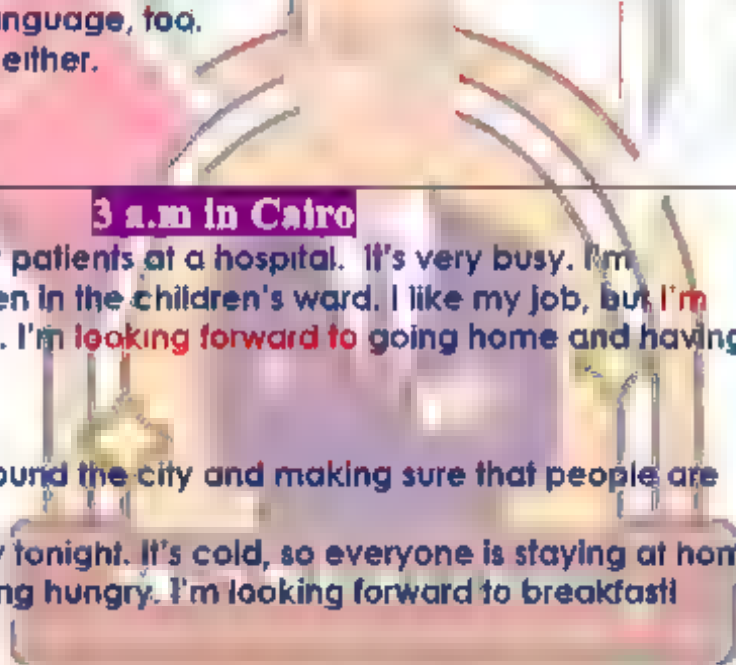 nguage, too.
either.
3 a.m in Cairo
patients at a hospital. It's very busy. I'm
en in the children's ward. I like my job, but I'm
. I'm looking forward to going home and having
ound the city and making sure that people are
y tonight. It's cold, so everyone is staying at hom
ng hungry. I'm looking forward to breakfast!